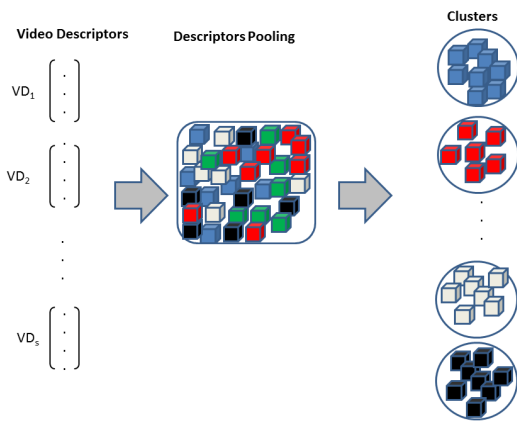 Video Descriptors
Descriptors Pooling
Clusters
VD1
VD2
VDs